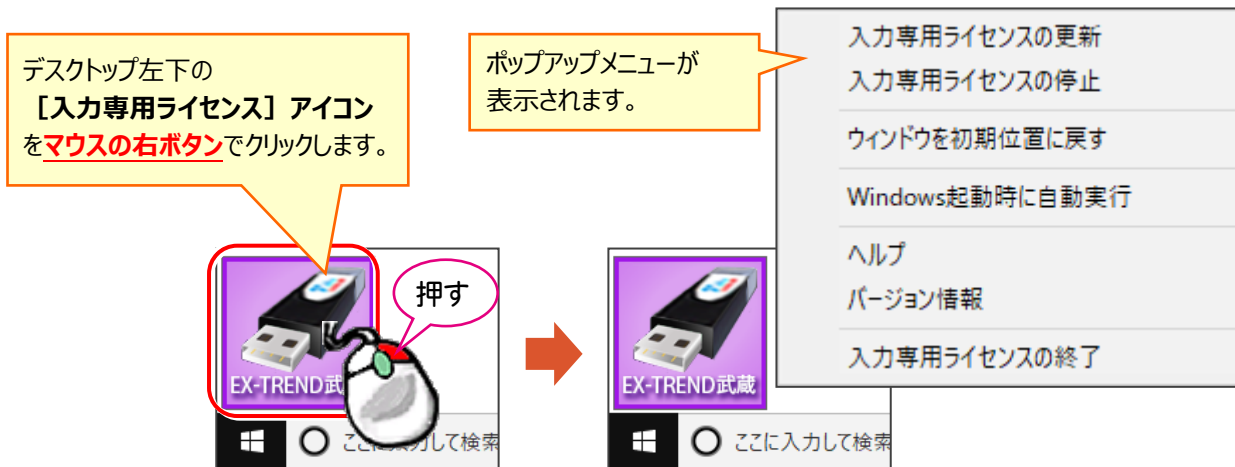 デスクトップ左下の
［入力専用ライセンス］アイコン
をマウスの右ボタンでクリックします。
ポップアップメニューが
表示されます。
入力専用ライセンスの更新
入力専用ライセンスの停止
ウィンドウを初期位置に戻す
Windows起動時に自動実行
ヘルプ
バージョン情報
入力専用ライセンスの終了
押す
EX-TREND武
ここ 力して検索
EX-TREND武蔵
ここに入力して検索